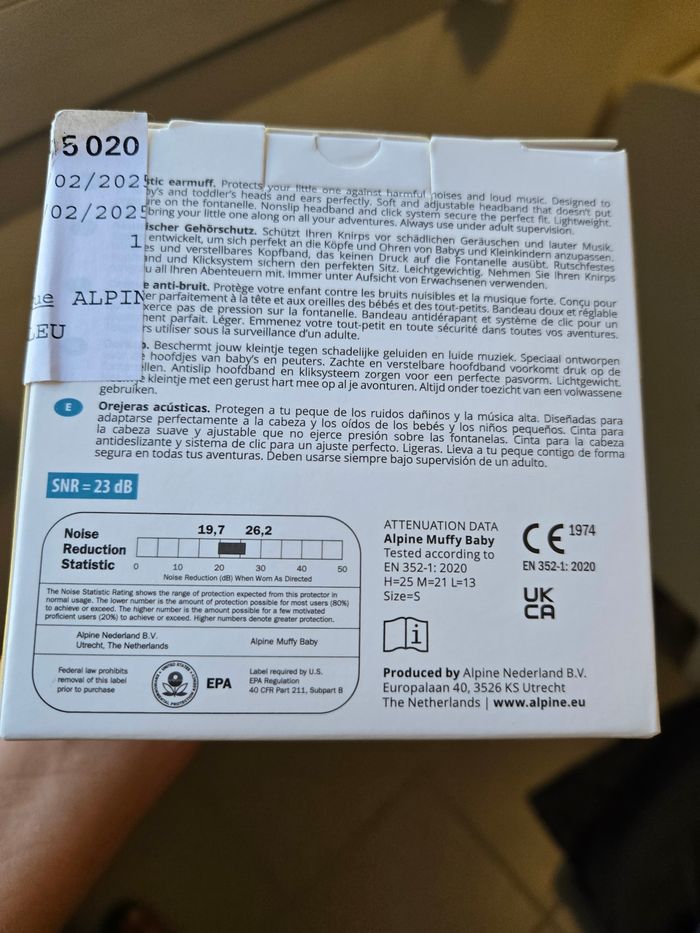 5 020
02/2025
02/2025
1
ue ALPIN
LEU
stic earmuff. Protects your little one against harmful noises and loud music. Designed to
by's and toddler's heads and ears perfectly. Soft and adjustable headband that doesn't put
re on the fontanelle. Nonslip headband and click system secure the perfect fit. Lightweight.
bring your little one along on all your adventures. Always use under adult supervision.
ischer Gehörschutz. Schützt Ihren Knirps vor schädlichen Geräuschen und lauter Musik.
entwickelt, um sich perfekt an die Köpfe und Ohren von Babys und Kleinkindern anzupassen.
es und verstellbares Kopfband, das keinen Druck auf die Fontanelle ausübt. Rutschfestes
and und Klicksystem sichern den perfekten Sitz. Leichtgewichtig. Nehmen Sie Ihren Knirps
u all Ihren Abenteuern mit. Immer unter Aufsicht von Erwachsenen verwenden.
e anti-bruit. Protège votre enfant contre les bruits nuisibles et la musique forte. Conçu pour
er parfaitement à la tête et aux oreilles des bébés et des tout-petits. Bandeau doux et réglable
xerce pas de pression sur la fontanelle. Bandeau antidérapant et système de clic pour un
ment parfait. Léger. Emmenez votre tout-petit en toute sécurité dans toutes vos aventures.
rs utiliser sous la surveillance d'un adulte.
. Beschermt jouw kleintje tegen schadelijke geluiden en luide muziek. Speciaal ontworpen
e hoofdjes van baby's en peuters. Zachte en verstelbare hoofdband voorkomt druk op de
ellen. Antislip hoofdband en kliksysteem zorgen voor een perfecte pasvorm. Lichtgewicht.
je kleintje met een gerust hart mee op al je avonturen. Altijd onder toezicht van een volwassene
gebruiken.
E Orejeras acústicas. Protegen a tu peque de los ruidos dañinos y la música alta. Diseñadas para
adaptarse perfectamente a la cabeza y los oídos de los bebés y los niños pequeños. Cinta para
la cabeza suave y ajustable que no ejerce presión sobre las fontanelas. Cinta para la cabeza
antideslizante y sistema de clic para un ajuste perfecto. Ligeras. Lleva a tu peque contigo de forma
segura en todas tus aventuras. Deben usarse siempre bajo supervisión de un adulto.
SNR = 23 dB
Noise
Reduction
Statistic
19,7 26,2
0 10 20 30 40 50
Noise Reduction (dB) When Worn As Directed
The Noise Statistic Rating shows the range of protection expected from this protector in
normal usage. The lower number is the amount of protection possible for most users (80%)
to achieve or exceed. The higher number is the amount possible for a few motivated
proficient users (20%) to achieve or exceed. Higher numbers denote greater protection.
Alpine Nederland B.V.
Utrecht, The Netherlands
Alpine Muffy Baby
Federal law prohibits
removal of this label
prior to purchase
EPA
Label required by U.S.
EPA Regulation
40 CFR Part 211, Subpart B
ATTENUATION DATA
Alpine Muffy Baby
Tested according to
EN 352-1: 2020
H=25 M=21 L=13
Size=S
CE 1974
EN 352-1: 2020
UK
CA
i
Produced by Alpine Nederland B.V.
Europalaan 40, 3526 KS Utrecht
The Netherlands | www.alpine.eu